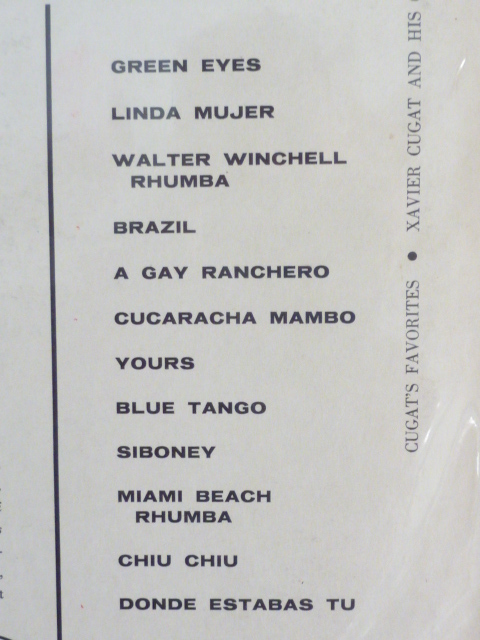 GREEN EYES
LINDA MUJER
WALTER WINCHELL
RHUMBA
BRAZIL
A GAY RANCHERO
CUCARACHA MAMBO
YOURS
BLUE TANGO
SIBONEY
MIAMI BEACH
RHUMBA
CHIU CHIU
DONDE ESTABAS TU
CUGAT'S FAVORITES ● XAVIER CUGAT AND HIS